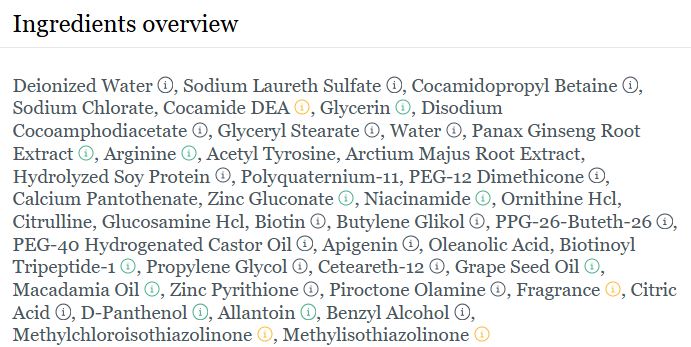 Ingredients overview
Deionized Water, Sodium Laureth Sulfate, Cocamidopropyl Betaine,
Sodium Chlorate, Cocamide DEA, Glycerin, Disodium
Cocoamphodiacetate, Glyceryl Stearate, Water, Panax Ginseng Root
Extract, Arginine, Acetyl Tyrosine, Arctium Majus Root Extract,
Hydrolyzed Soy Protein, Polyquaternium-11, PEG-12 Dimethicone,
Calcium Pantothenate, Zinc Gluconate, Niacinamide, Ornithine Hcl,
Citrulline, Glucosamine Hcl, Biotin, Butylene Glikol, PPG-26-Buteth-26,
PEG-40 Hydrogenated Castor Oil, Apigenin, Oleanolic Acid, Biotinoyl
Tripeptide-1, Propylene Glycol, Ceteareth-12, Grape Seed Oil,
Macadamia Oil, Zinc Pyrithione, Piroctone Olamine, Fragrance, Citric
Acid, D-Panthenol, Allantoin, Benzyl Alcohol,
Methylchloroisothiazolinone, Methylisothiazolinone